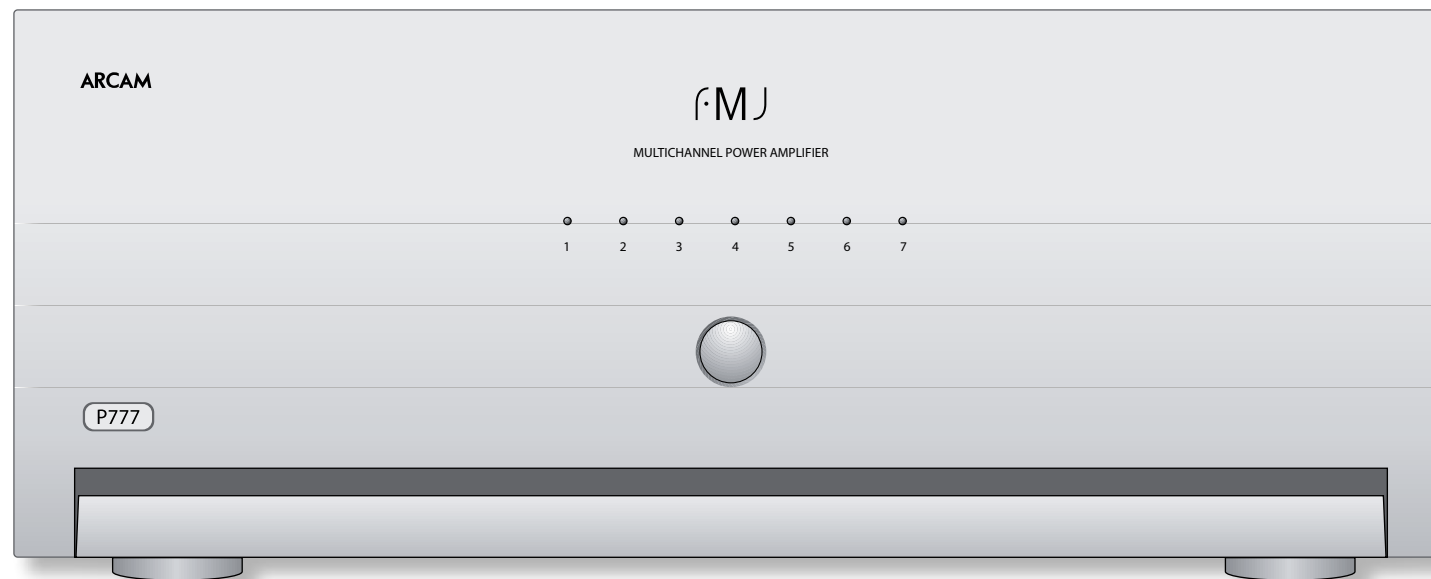 ARCAM
FMJ
MULTICHANNEL POWER AMPLIFIER
1 2 3 4 5 6 7
P777